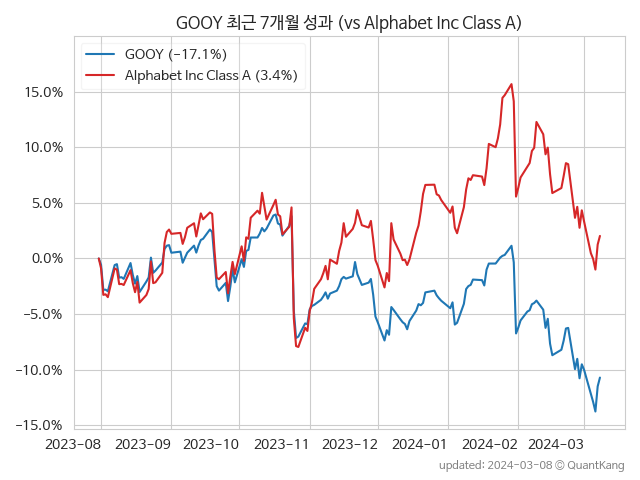 GOOY 최근 7개월 성과 (vs Alphabet Inc Class A)
GOOY (−17.1%)
Alphabet Inc Class A (3.4%)
15.0%
10.0%
5.0%
0.0%
−5.0%
−10.0%
−15.0%
2023−08 2023−09 2023−10 2023−11 2023−12 2024−01 2024−02 2024−03
updated: 2024−03−08 © QuantKang